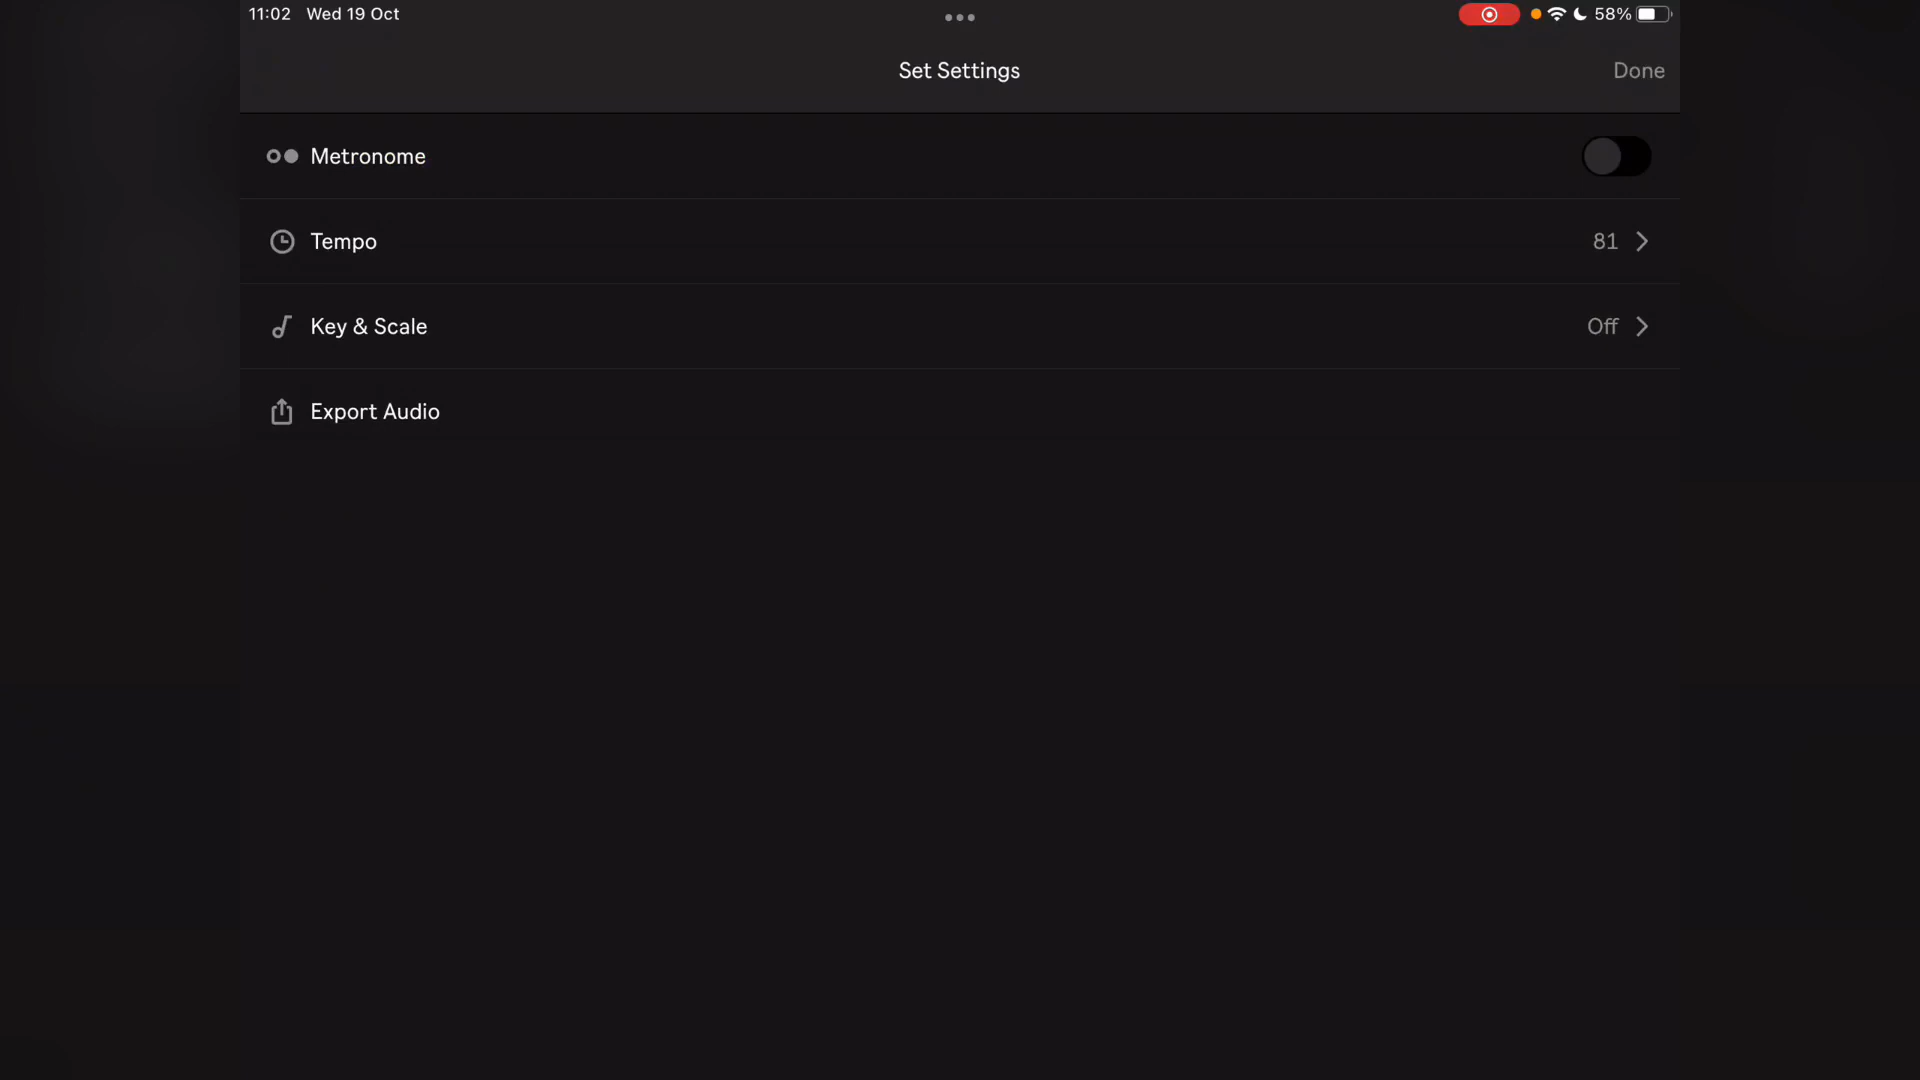 11:02 Wed 19 Oct
58%
Set Settings
Done
Metronome
Tempo
81
Key & Scale
Off
Export Audio